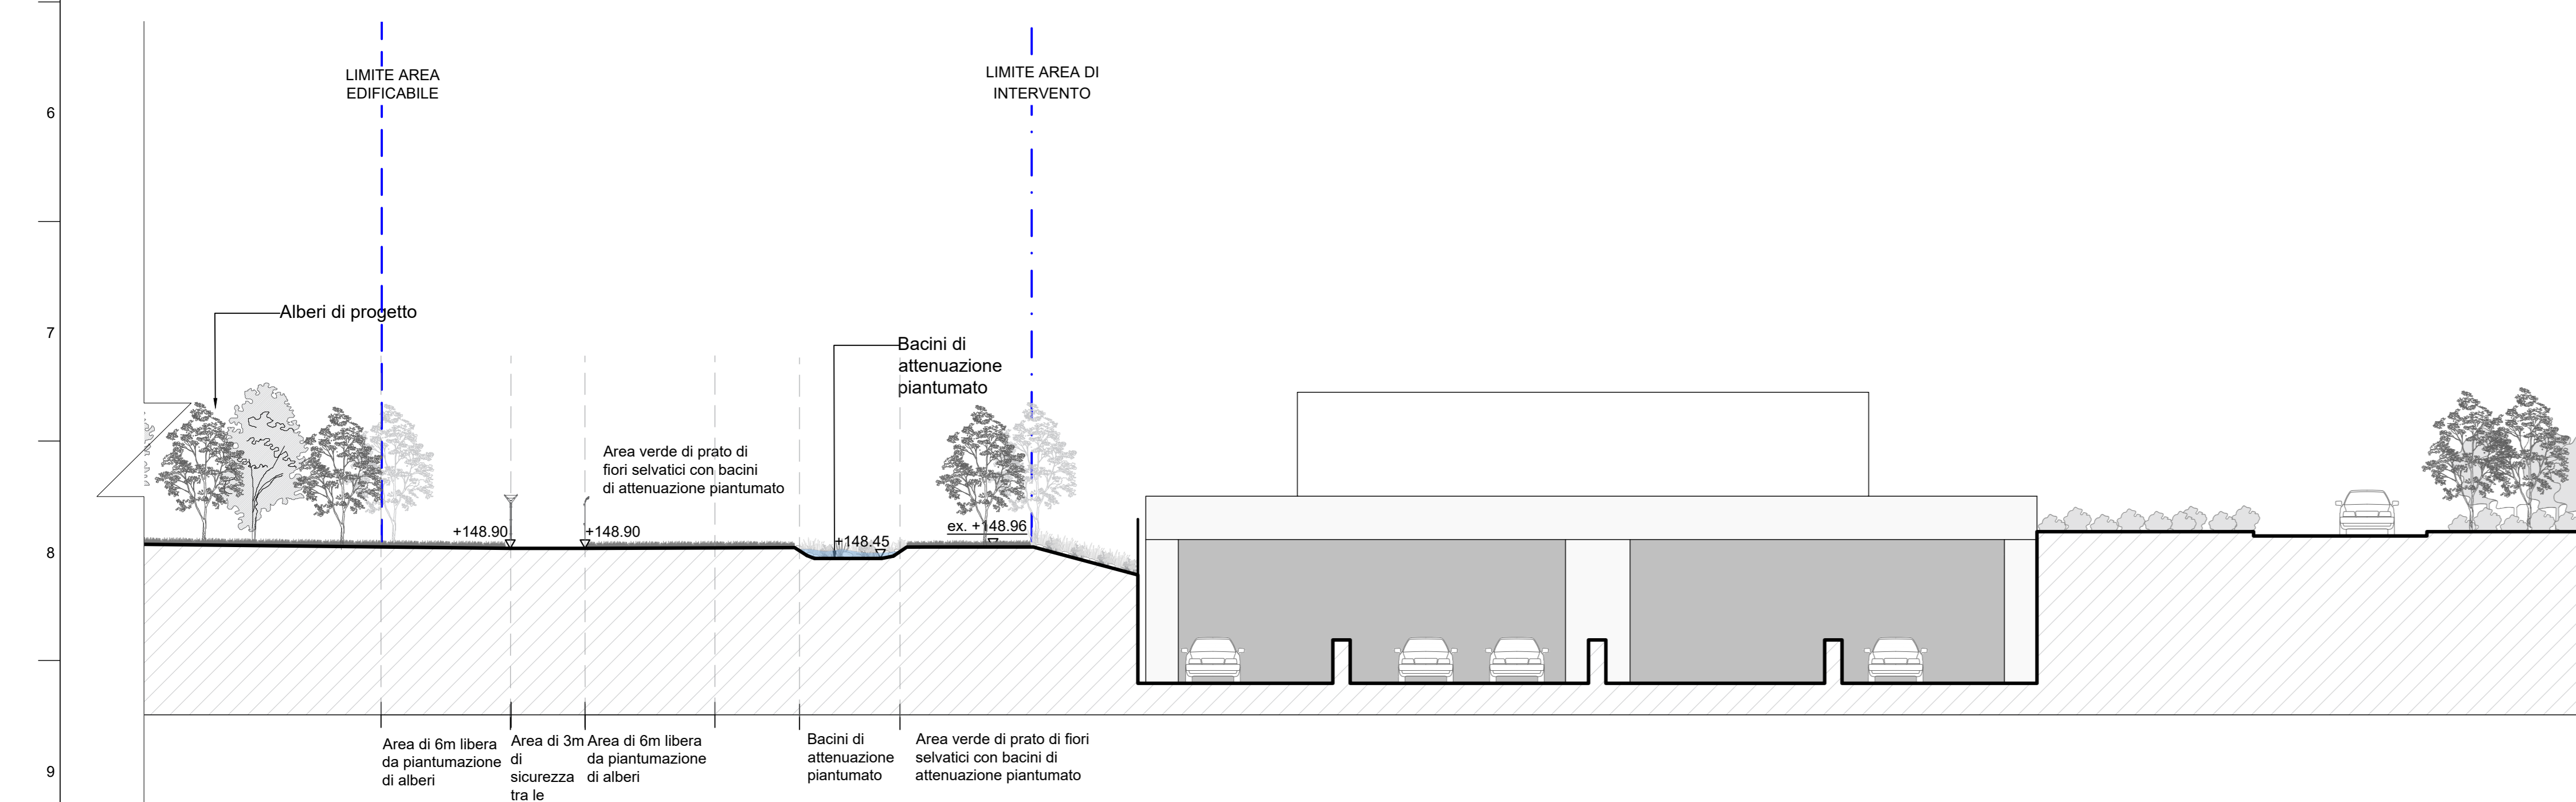 LIMITE AREA
EDIFICABILE
LIMITE AREA DI
INTERVENTO
6
Alberi di progetto
7
Bacini di
attenuazione
piantumato
Area verde di prato di
fiori selvatici con bacini
di attenuazione piantumato
+148.90
+148.90
+148.45
ex. +148.96
8
Area di 6m libera
da piantumazione
di alberi
Area di 3m
di
sicurezza
tra le
Area di 6m libera
da piantumazione
di alberi
Bacini di
attenuazione
piantumato
Area verde di prato di fiori
selvatici con bacini di
attenuazione piantumato
9